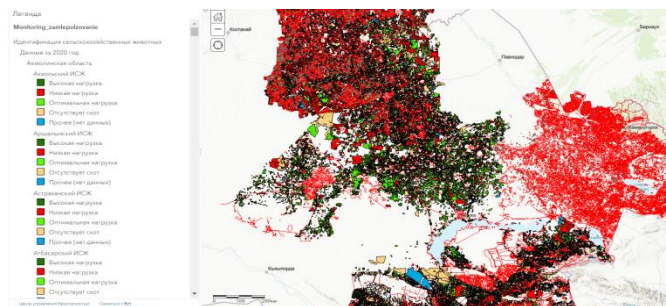 Легенда
Monitoring_zemlepolzovanie
Идентификация сельскохозяйственных животных
Данные за 2020 год
Акмолинская область
Аккольский ИСЖ
Высокая нагрузка
Низкая нагрузка
Оптимальная нагрузка
Отсутствует скот
Прочее (нет данных)
Аршалынский ИСЖ
Высокая нагрузка
Низкая нагрузка
Оптимальная нагрузка
Отсутствует скот
Прочее (нет данных)
Астраханский ИСЖ
Высокая нагрузка
Низкая нагрузка
Оптимальная нагрузка
Отсутствует скот
Прочее (нет данных)
Атбасарский ИСЖ
Высокая нагрузка
Низкая нагрузка
Оптимальная нагрузка
Отсутствует скот
Костанай
Павлодар
Барнаул
Кызылорда